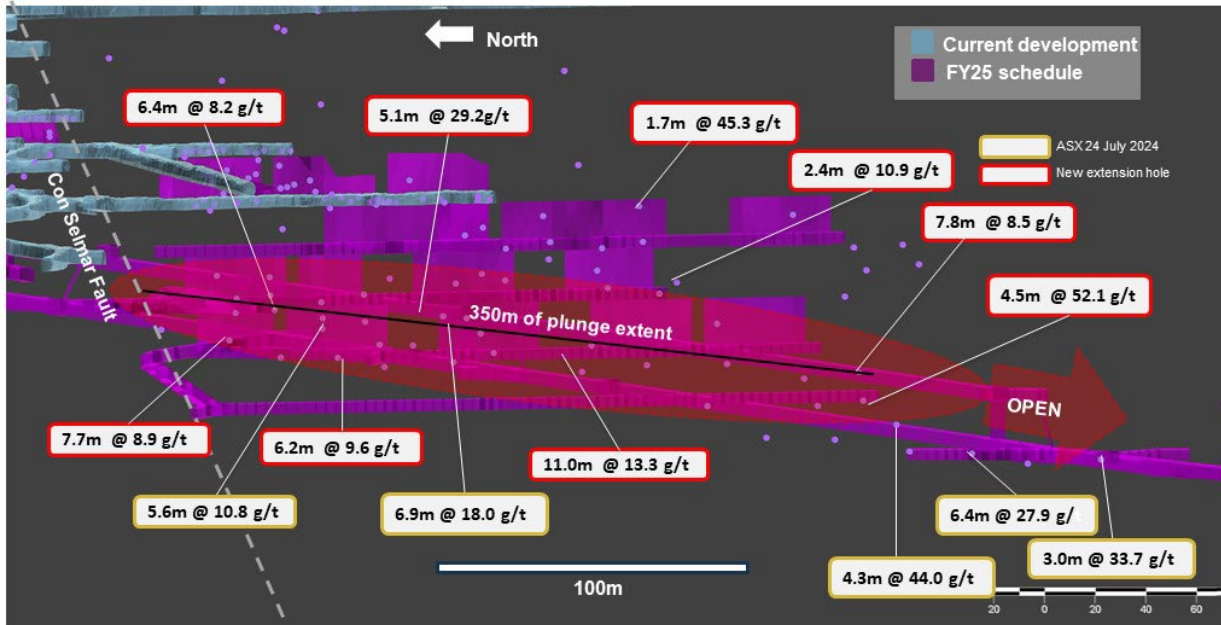 North
Current development
FY25 schedule
6.4m @ 8.2 g/t
5.1m @ 29.2g/t
1.7m @ 45.3 g/t
ASX 24 July 2024
New extension hole
2.4m @ 10.9 g/t
7.8m @ 8.5 g/t
Con Selmar Fault
4.5m @ 52.1 g/t
350m of plunge extent
OPEN
7.7m @ 8.9 g/t
6.2m @ 9.6 g/t
11.0m @ 13.3 g/t
5.6m @ 10.8 g/t
6.9m @ 18.0 g/t
6.4m @ 27.9 g/
3.0m @ 33.7 g/t
4.3m @ 44.0 g/t
100m
20 0 20 40 60